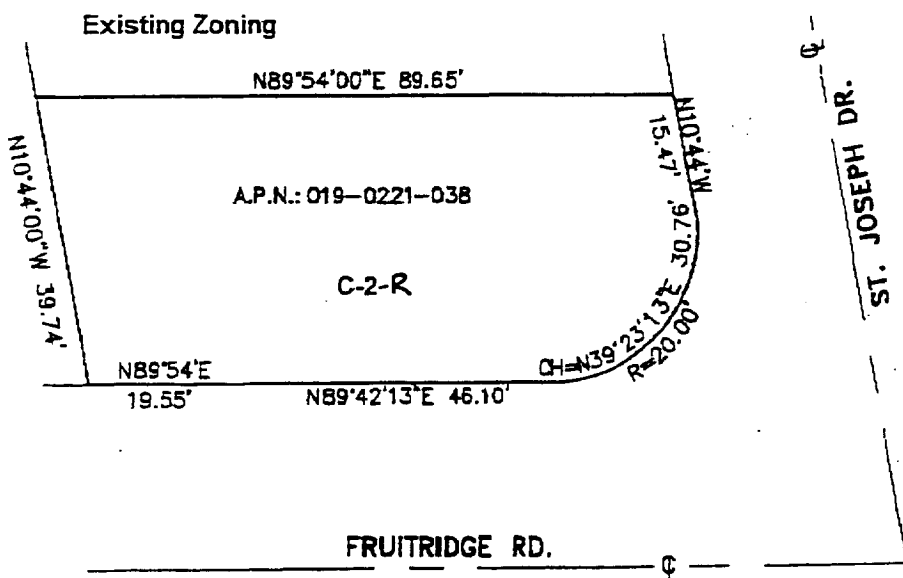 Existing Zoning
N89°54'00"E 89.65'
N10°44'W
15.47'
N10°44'00"W 39.74'
A.P.N.: 019-0221-038
C-2-R
CH=N39°23'13"E 30.76'
R=20.00'
N89°54'E
19.55'
N89°42'13"E 46.10'
ST. JOSEPH DR.
℄
FRUITRIDGE RD.
℄